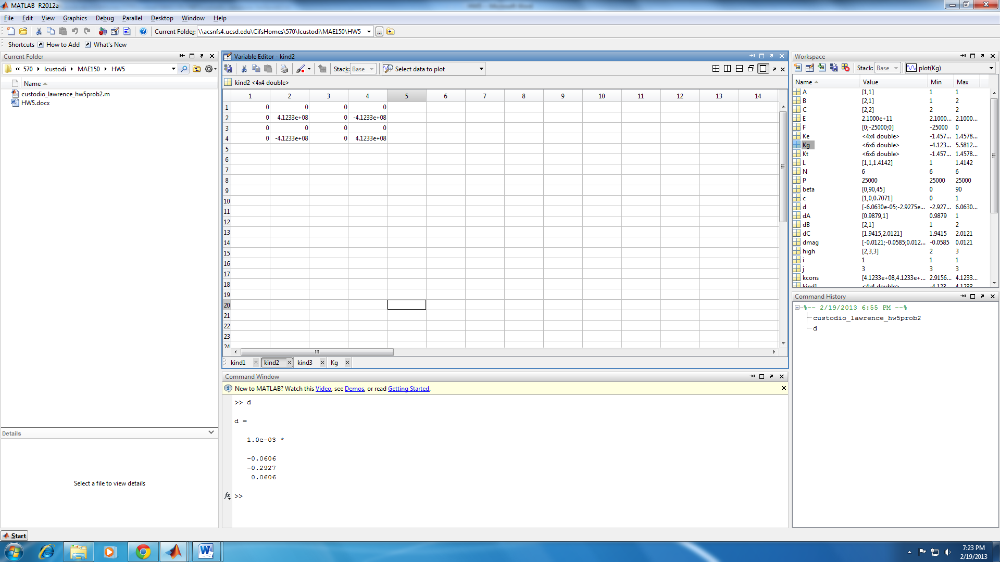 MATLAB R2012a
File Edit View Graphics Debug Parallel Desktop Window Help
Current Folder: \\acsnfs4.ucsd.edu\CifsHomes\570\lcustodi\MAE150\HW5
Shortcuts How to Add What's New
Current Folder
« 570 lcustodi MAE150 HW5
Name
custodio_lawrence_hw5prob2.m
HW5.docx
Details
Select a file to view details
Variable Editor - kind2
Stack: Base Select data to plot
kind2 <4x4 double>
1 2 3 4 5 6 7 8 9 10 11 12 13 14
1 0 0 0 0
2 0 4.1233e+08 0 -4.1233e+08
3 0 0 0 0
4 0 -4.1233e+08 0 4.1233e+08
5
6
7
8
9
10
11
12
13
14
15
16
17
18
19
20
21
22
23
24
kind1 kind2 kind3 Kg
Command Window
New to MATLAB? Watch this Video, see Demos, or read Getting Started.
>> d
d =
1.0e-03 *
-0.0606
-0.2927
0.0606
fx >>
Workspace
Stack: Base plot(Kg)
Name Value Min Max
A [1,1] 1 1
B [2,1] 1 2
C [2,2] 2 2
E 2.1000e+11 2.1000... 2.1000...
F [0;-25000;0] -25000 0
Ke <4x4 double> -1.457... 1.4578...
Kg <6x6 double> -4.123... 5.5812...
Kt <6x6 double> -1.457... 1.4578...
L [1,1,1.4142] 1 1.4142
N 6 6 6
P 25000 25000 25000
beta [0,90,45] 0 90
c [1,0,0.7071] 0 1
d [-6.0630e-05;-2.9275e... -2.927... 6.0630...
dA [0.9879,1] 0.9879 1
dB [2,1] 1 2
dC [1.9415,2.0121] 1.9415 2.0121
dmag [-0.0121;-0.0585;0.012... -0.0585 0.0121
high [2,3,3] 2 3
i 1 1 1
j 3 3 3
kcons [4.1233e+08,4.1233e+... 2.9156... 4.1233...
kind1 <4x4 double> -4.123... 4.1233...
Command History
%-- 2/19/2013 6:55 PM --%
custodio_lawrence_hw5prob2
d
Start
7:23 PM
2/19/2013